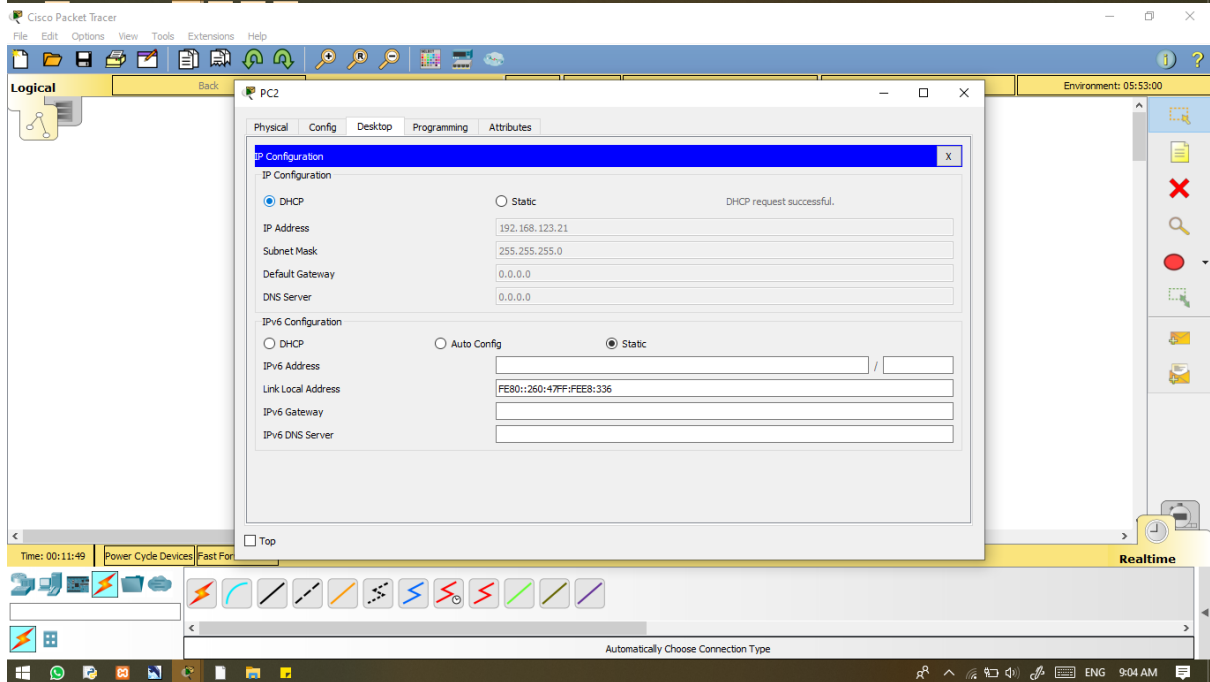 Cisco Packet Tracer
File Edit Options View Tools Extensions Help
Logical
Back
Environment: 05:53:00
PC2
Physical Config Desktop Programming Attributes
IP Configuration
X
IP Configuration
DHCP Static DHCP request successful.
IP Address 192.168.123.21
Subnet Mask 255.255.255.0
Default Gateway 0.0.0.0
DNS Server 0.0.0.0
IPv6 Configuration
DHCP Auto Config Static
IPv6 Address /
Link Local Address FE80::260:47FF:FEE8:336
IPv6 Gateway
IPv6 DNS Server
Top
Time: 00:11:49 Power Cycle Devices Fast For
Realtime
Automatically Choose Connection Type
ENG 9:04 AM